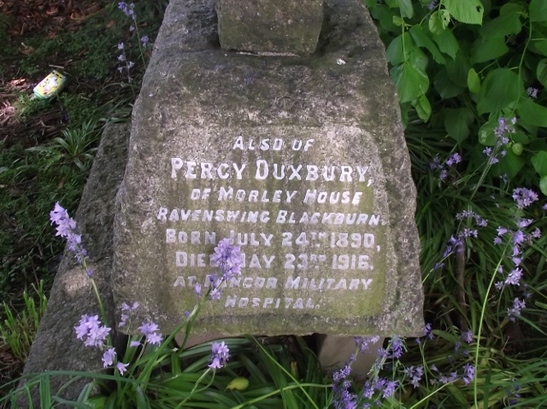 ALSO OF
PERCY DUXBURY,
OF MORLEY HOUSE
RAVENSWING BLACKBURN.
BORN JULY 24TH 1890,
DIED MAY 23RD 1916.
AT BANGOR MILITARY
HOSPITAL.